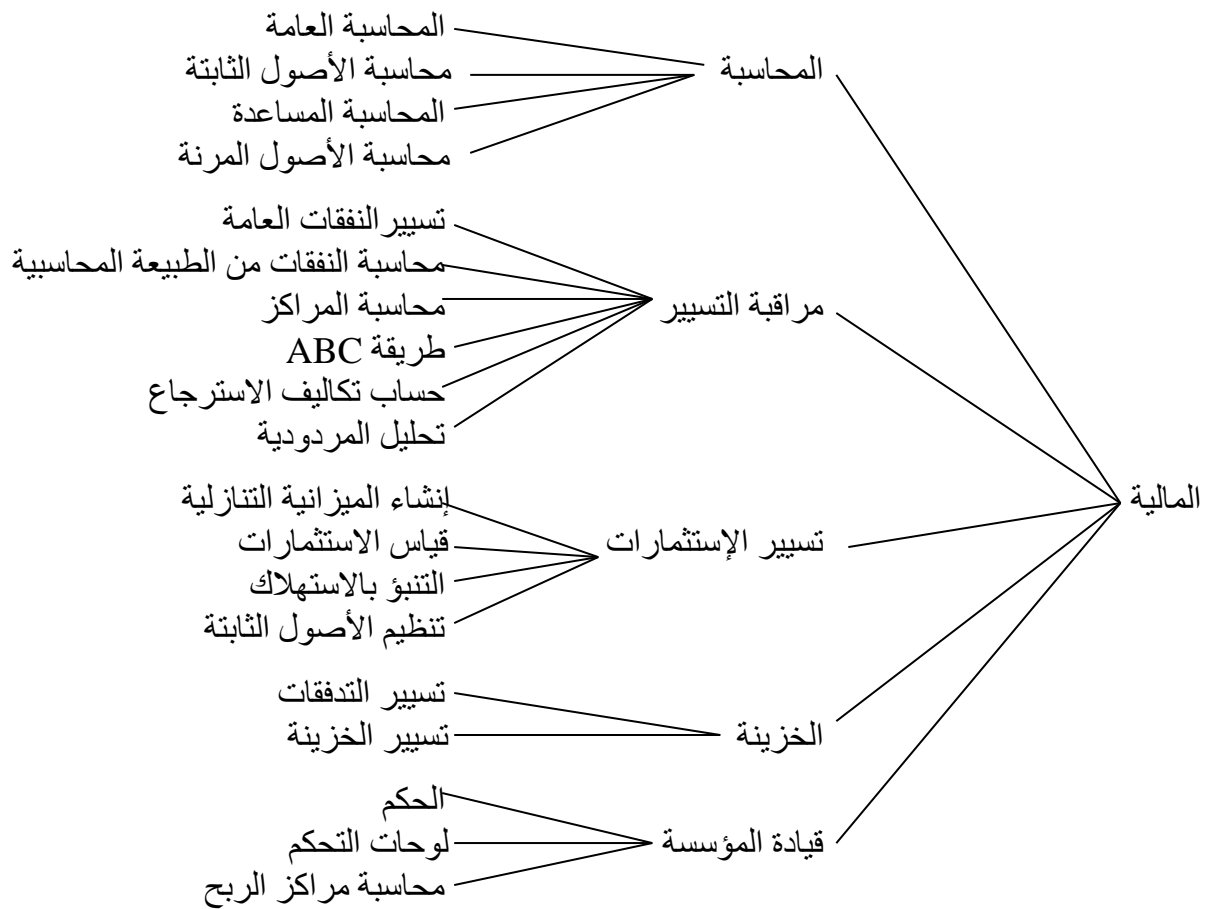 المحاسبة العامة
محاسبة الأصول الثابتة
المحاسبة المساعدة
محاسبة الأصول المرنة
المحاسبة
تسييرالنفقات العامة
محاسبة النفقات من الطبيعة المحاسبية
محاسبة المراكز
طريقة ABC
حساب تكاليف الاسترجاع
تحليل المردودية
مراقبة التسيير
إنشاء الميزانية التنازلية
قياس الاستثمارات
التنبؤ بالاستهلاك
تنظيم الأصول الثابتة
تسيير الإستثمارات
المالية
تسيير التدفقات
تسيير الخزينة
الخزينة
الحكم
لوحات التحكم
محاسبة مراكز الربح
قيادة المؤسسة